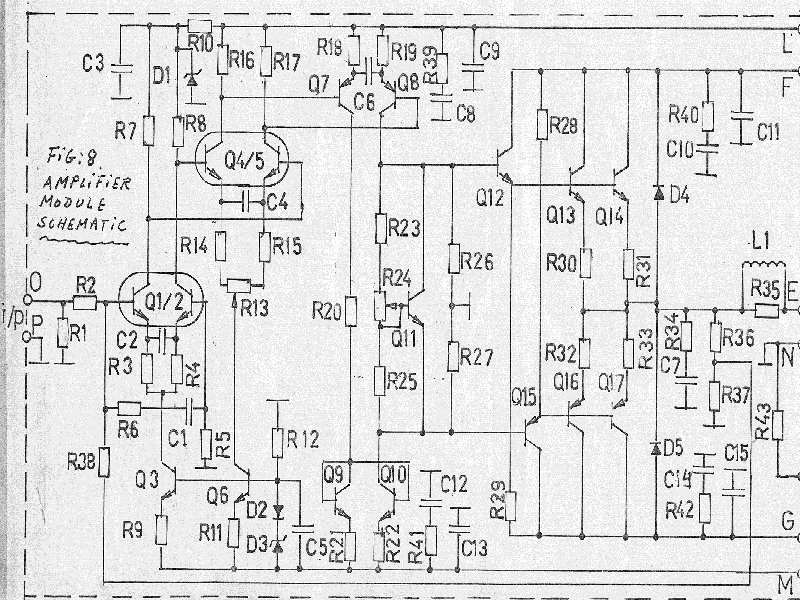 R10
L
C3
D1
R16
R17
R18
R19
R39
C9
Q7
C6
Q8
C8
F
R7
R8
Q4/5
R28
R40
C11
C10
FIG:8
AMPLIFIER
MODULE
SCHEMATIC
C4
Q12
Q13
Q14
D4
R14
R15
R23
R26
L1
R30
R31
O
R2
R13
R24
R35
E
Q1/2
i/p
P
R1
C2
R20
Q11
R27
R34
R36
R3
R4
R25
R32
R33
C7
N
R37
R6
C1
R5
Q15
Q16
Q17
R43
R38
R12
D5
Q3
Q6
Q9
Q10
C12
C14
C15
D2
R29
R42
G
R9
R11
D3
C5
R21
R22
R41
C13
M